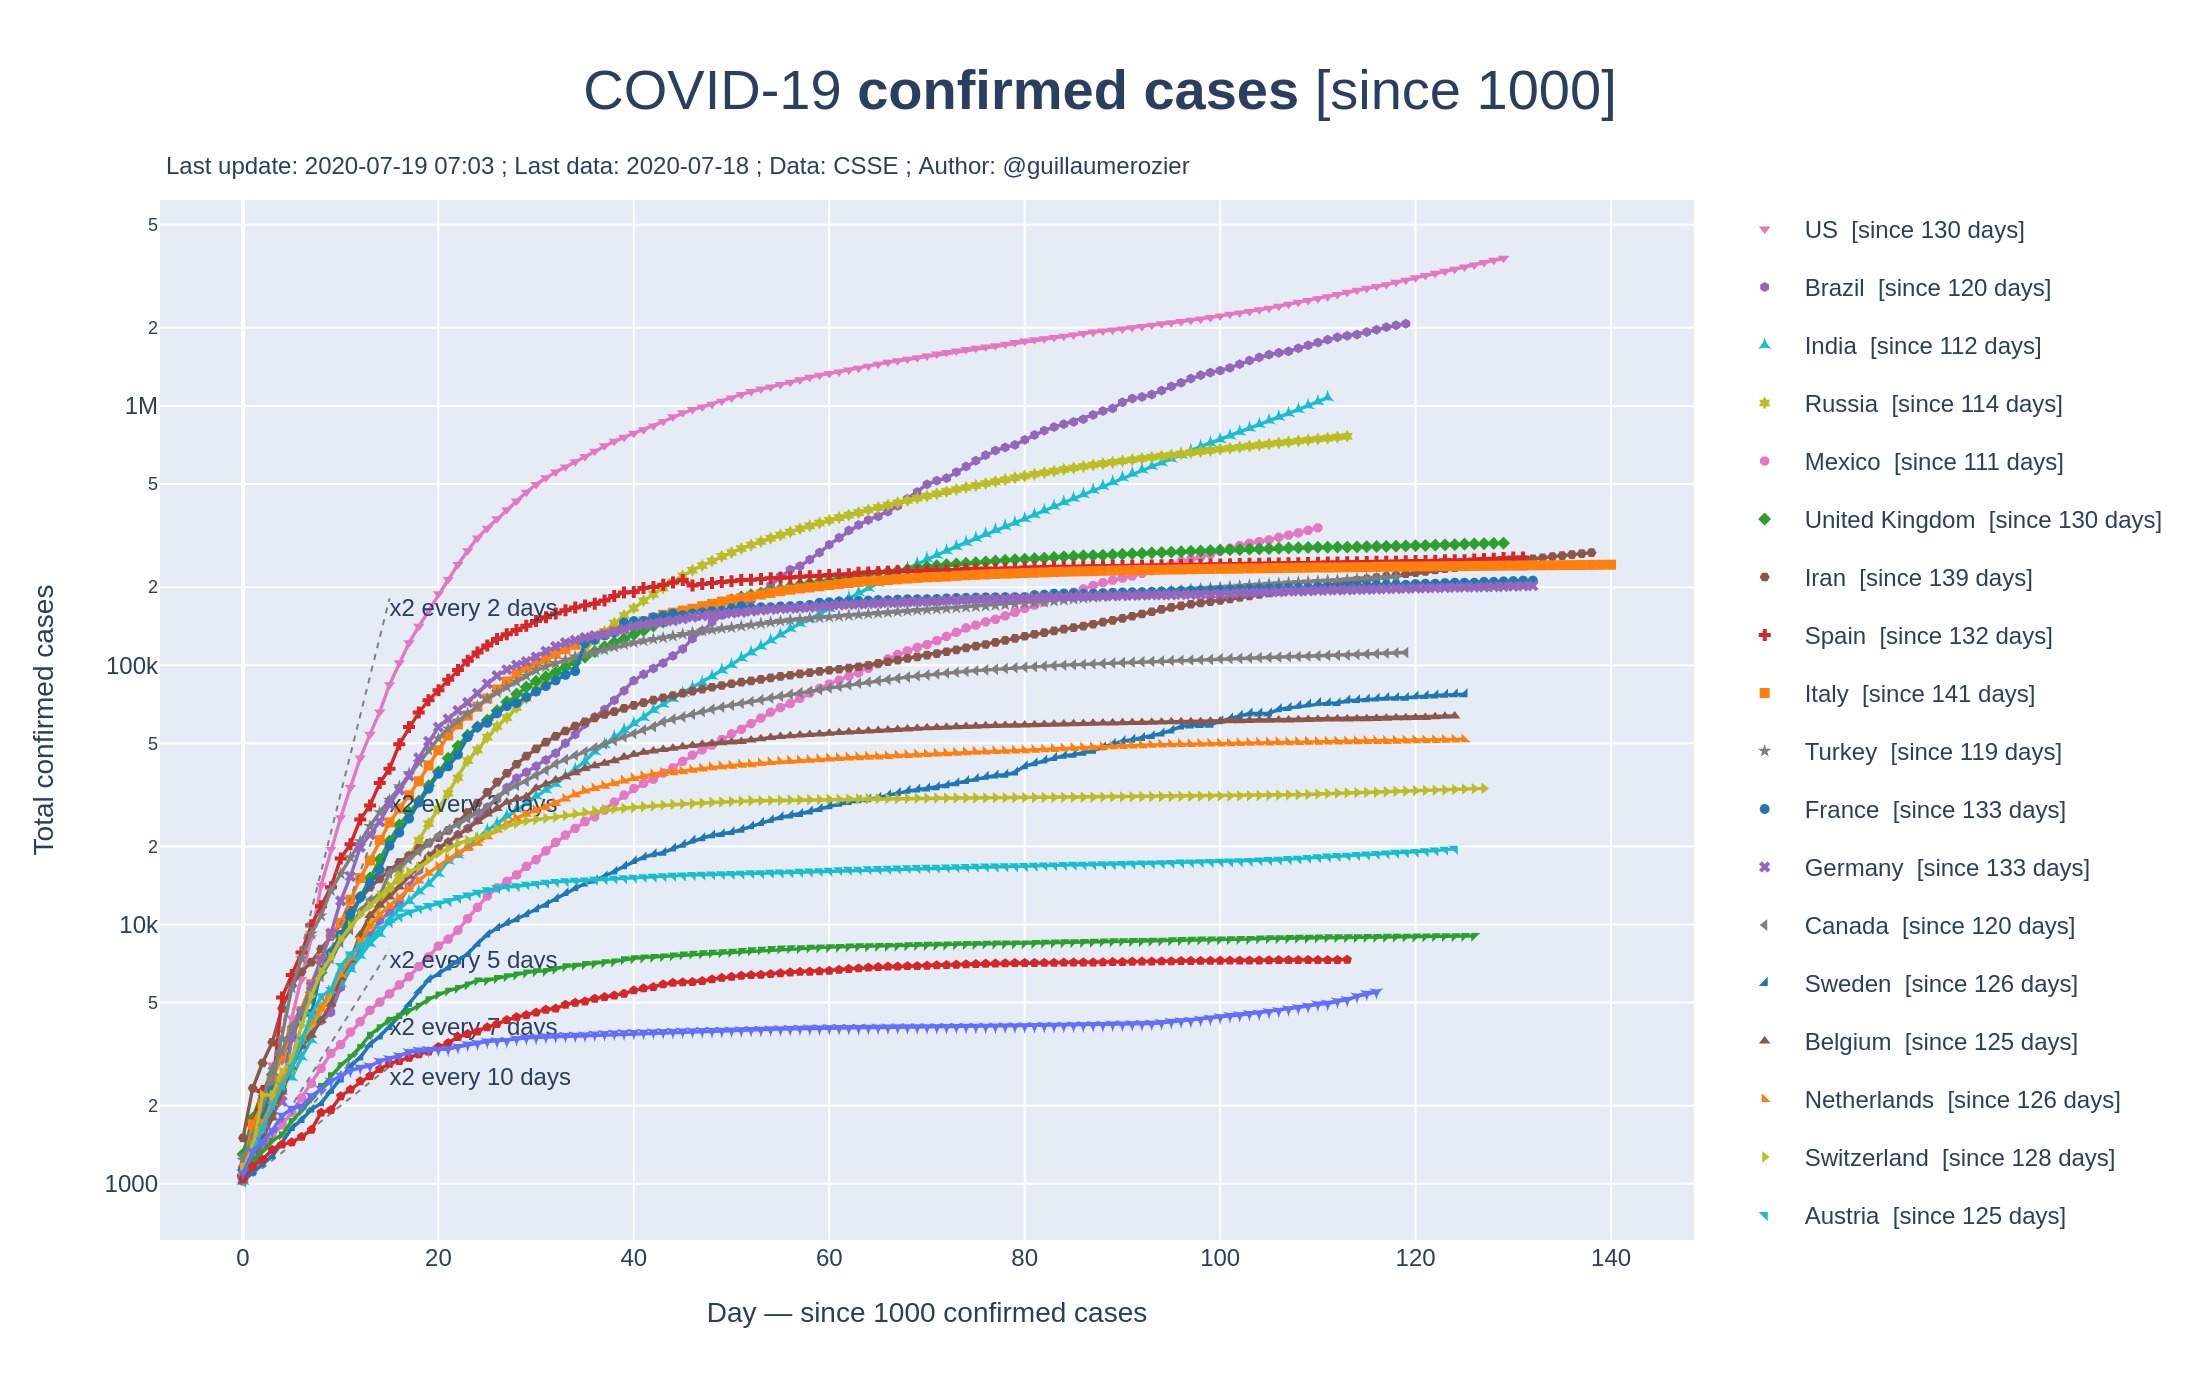 COVID-19 confirmed cases [since 1000]
Last update: 2020-07-19 07:03 ; Last data: 2020-07-18 ; Data: CSSE ; Author: @guillaumerozier
Total confirmed cases
5
2
1M
5
2
100k
5
2
10k
5
2
1000
x2 every 2 days
x2 every 3 days
x2 every 5 days
x2 every 7 days
x2 every 10 days
0 20 40 60 80 100 120 140
Day — since 1000 confirmed cases
US [since 130 days]
Brazil [since 120 days]
India [since 112 days]
Russia [since 114 days]
Mexico [since 111 days]
United Kingdom [since 130 days]
Iran [since 139 days]
Spain [since 132 days]
Italy [since 141 days]
Turkey [since 119 days]
France [since 133 days]
Germany [since 133 days]
Canada [since 120 days]
Sweden [since 126 days]
Belgium [since 125 days]
Netherlands [since 126 days]
Switzerland [since 128 days]
Austria [since 125 days]